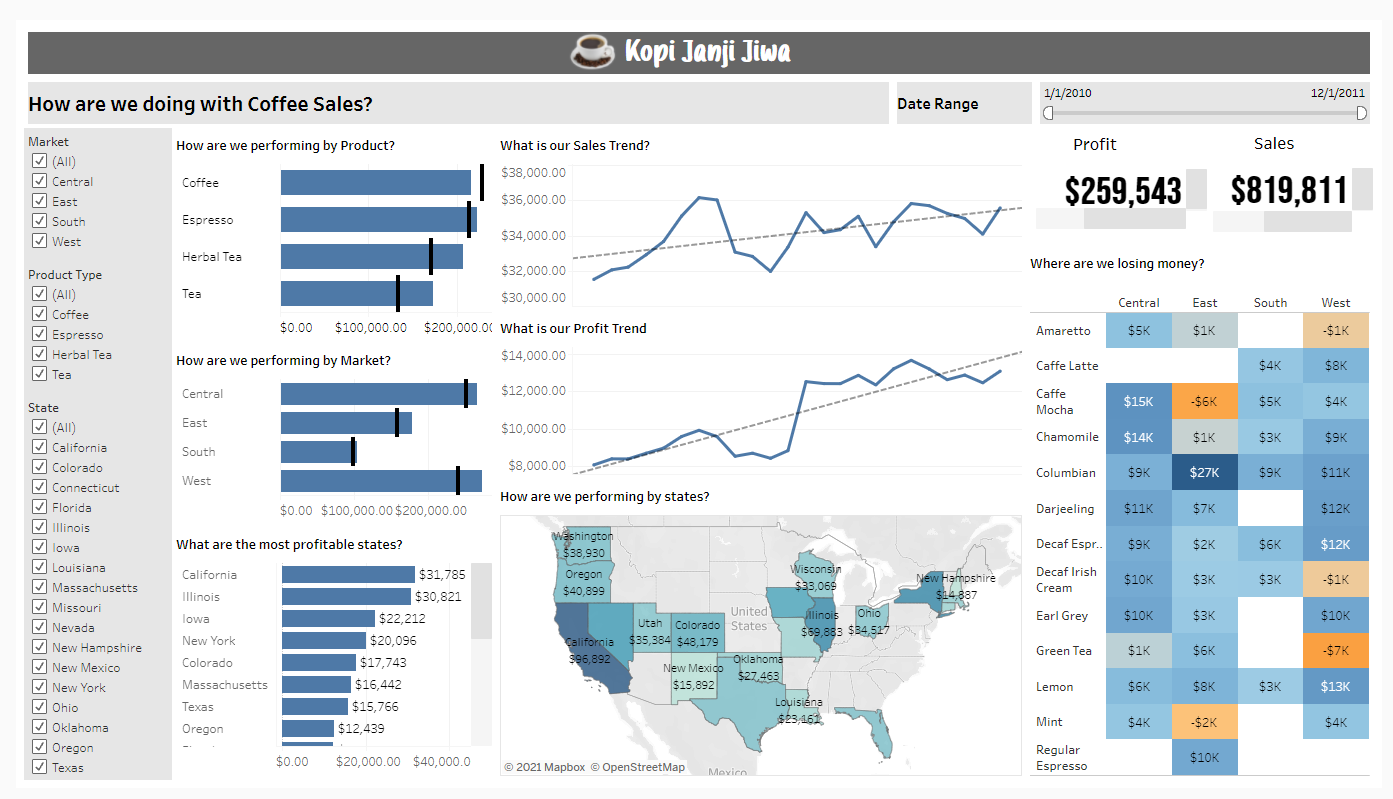 Kopi Janji Jiwa
How are we doing with Coffee Sales?
Date Range
1/1/2010
12/1/2011
Market
(All)
Central
East
South
West
Product Type
(All)
Coffee
Espresso
Herbal Tea
Tea
State
(All)
California
Colorado
Connecticut
Florida
Illinois
Iowa
Louisiana
Massachusetts
Missouri
Nevada
New Hampshire
New Mexico
New York
Ohio
Oklahoma
Oregon
Texas
How are we performing by Product?
Coffee
Espresso
Herbal Tea
Tea
$0.00 $100,000.00 $200,000.00
How are we performing by Market?
Central
East
South
West
$0.00 $100,000.00 $200,000.00
What are the most profitable states?
California $31,785
Illinois $30,821
Iowa $22,212
New York $20,096
Colorado $17,743
Massachusetts $16,442
Texas $15,766
Oregon $12,439
$0.00 $20,000.00 $40,000.0
What is our Sales Trend?
$38,000.00
$36,000.00
$34,000.00
$32,000.00
$30,000.00
What is our Profit Trend
$14,000.00
$12,000.00
$10,000.00
$8,000.00
How are we performing by states?
Washington
$38,930
Oregon
$40,899
California
$96,892
Utah
$35,384
Colorado
$48,179
New Mexico
$15,892
United
States
Oklahoma
$27,463
Louisiana
$23,161
Wisconsin
$33,069
Illinois
$69,883
Ohio
$34,517
New Hampshire
$14,887
Mexico
© 2021 Mapbox © OpenStreetMap
Profit
$259,543
Sales
$819,811
Where are we losing money?
Central East South West
Amaretto $5K $1K -$1K
Caffe Latte $4K $8K
Caffe
Mocha $15K -$6K $5K $4K
Chamomile $14K $1K $3K $9K
Columbian $9K $27K $9K $11K
Darjeeling $11K $7K $12K
Decaf Espr.. $9K $2K $6K $12K
Decaf Irish
Cream $10K $3K $3K -$1K
Earl Grey $10K $3K $10K
Green Tea $1K $6K -$7K
Lemon $6K $8K $3K $13K
Mint $4K -$2K $4K
Regular
Espresso $10K